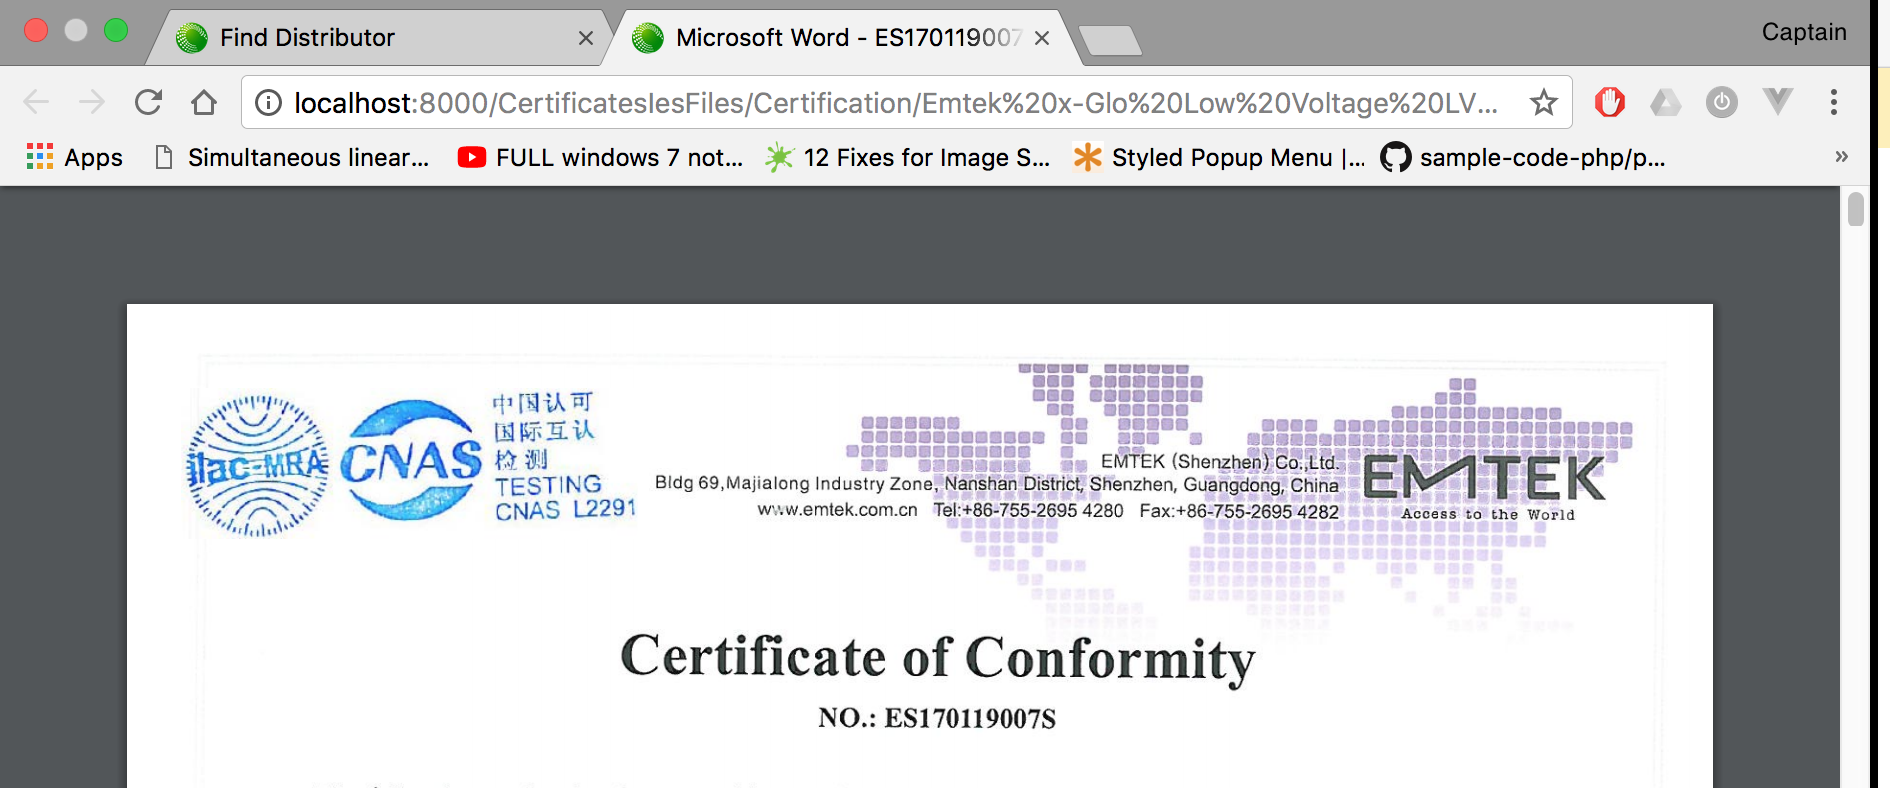 Find Distributor
Microsoft Word - ES170119007
Captain
localhost:8000/CertificatesIesFiles/Certification/Emtek%20x-Glo%20Low%20Voltage%20LV...
Apps
Simultaneous linear...
FULL windows 7 not...
12 Fixes for Image S...
Styled Popup Menu |...
sample-code-php/p...
»
ilac-MRA
CNAS
中国认可
国际互认
检测
TESTING
CNAS L2291
EMTEK (Shenzhen) Co.,Ltd.
Bldg 69,Majialong Industry Zone, Nanshan District, Shenzhen, Guangdong, China
www.emtek.com.cn Tel:+86-755-2695 4280 Fax:+86-755-2695 4282
EMTEK
Access to the World
Certificate of Conformity
NO.: ES170119007S